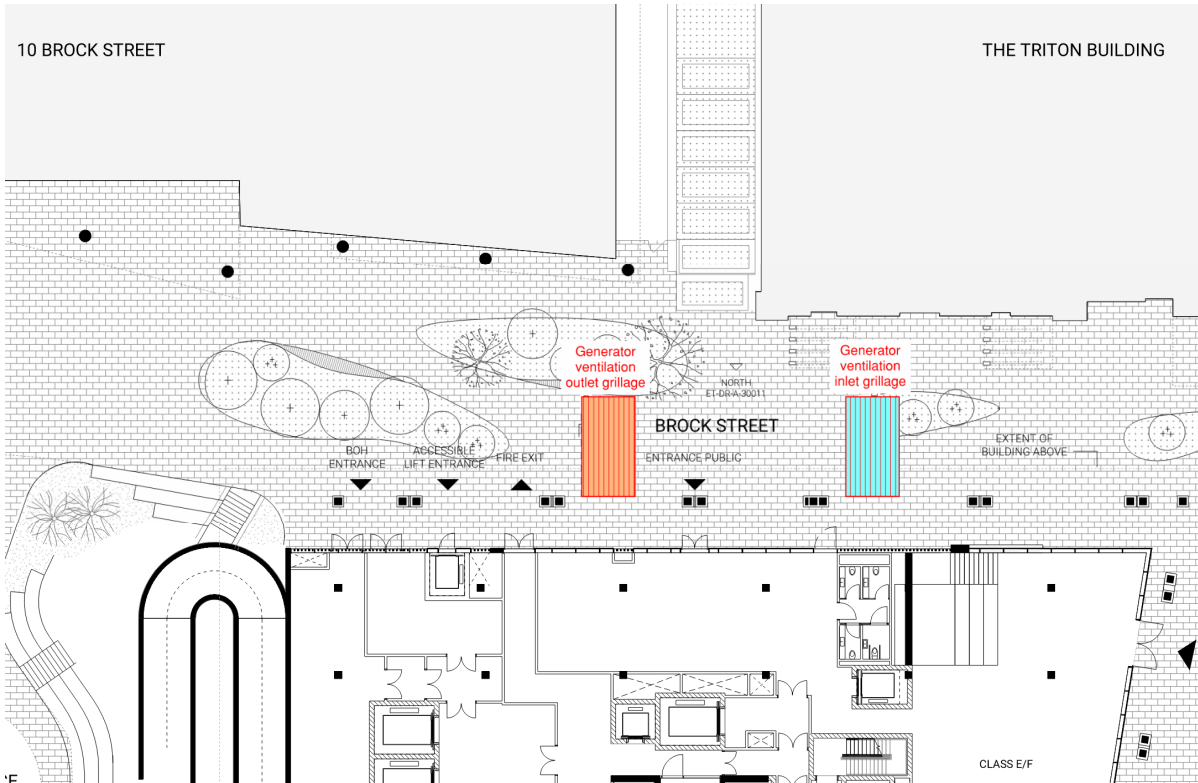 10 BROCK STREET
THE TRITON BUILDING
Generator
ventilation
outlet grillage
Generator
ventilation
inlet grillage
NORTH
ET-DR-A-30011
BROCK STREET
BOH
ENTRANCE
ACCESSIBLE
LIFT ENTRANCE
FIRE EXIT
ENTRANCE PUBLIC
EXTENT OF
BUILDING ABOVE
CLASS E/F